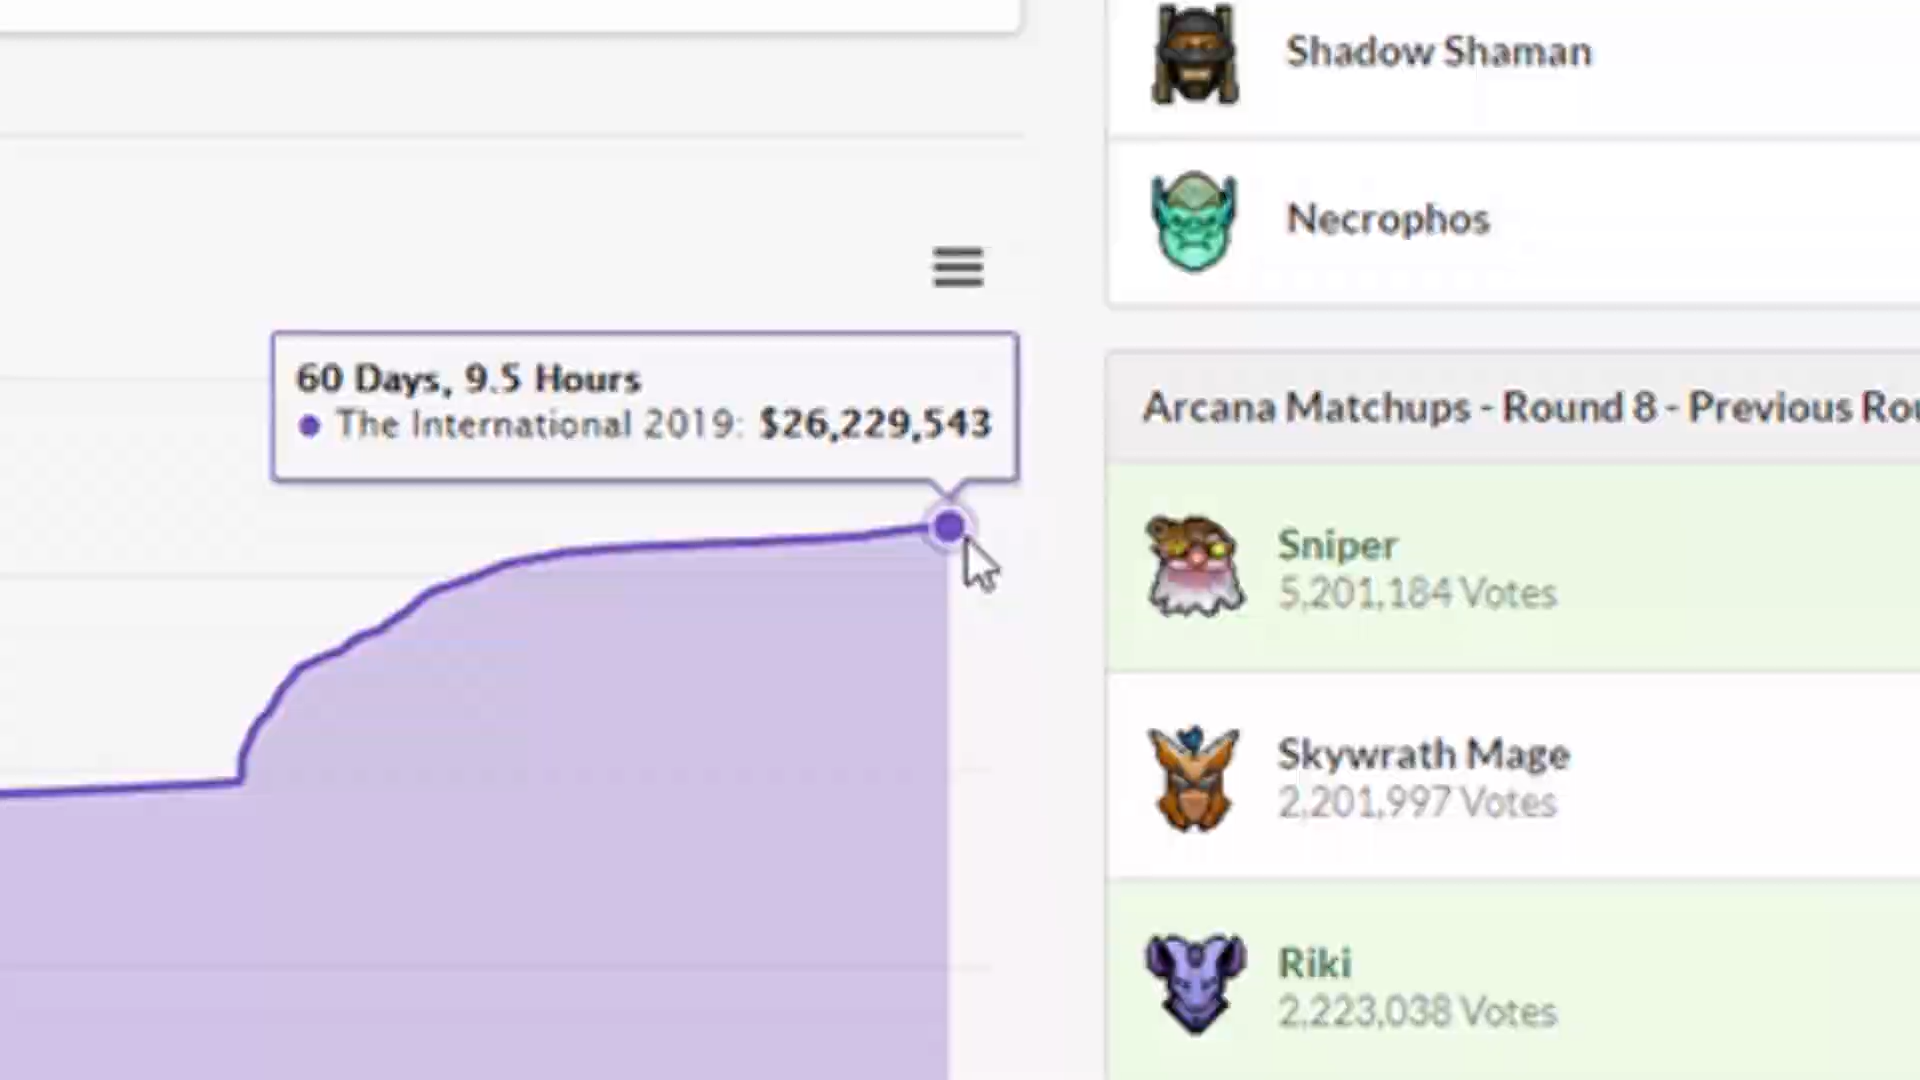 Shadow Shaman
Necrophos
60 Days, 9.5 Hours
The International 2019: $26,229,543
Arcana Matchups - Round 8 - Previous
Sniper
5,201,184 Votes
Skywrath Mage
2,201,997 Votes
Riki
2,223,038 Votes